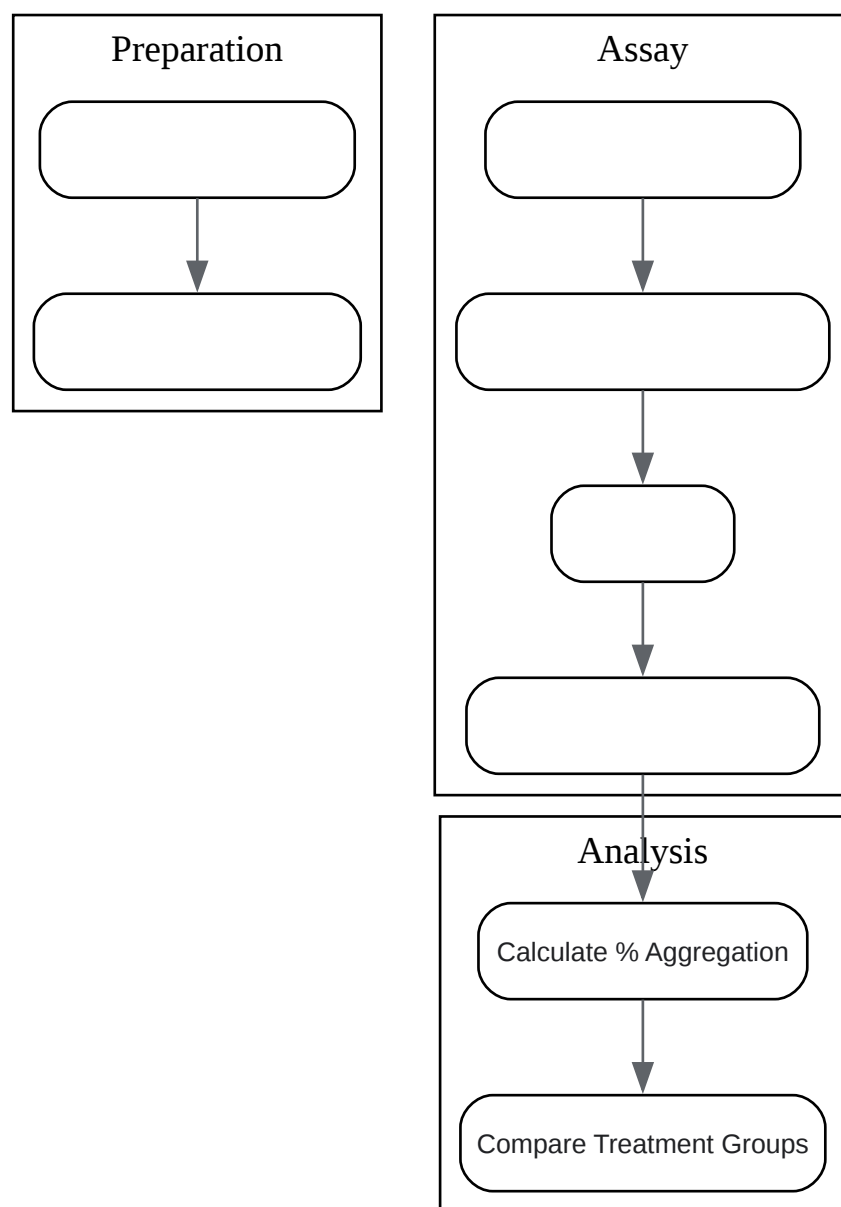 Preparation
Assay
Analysis
Calculate % Aggregation
Compare Treatment Groups